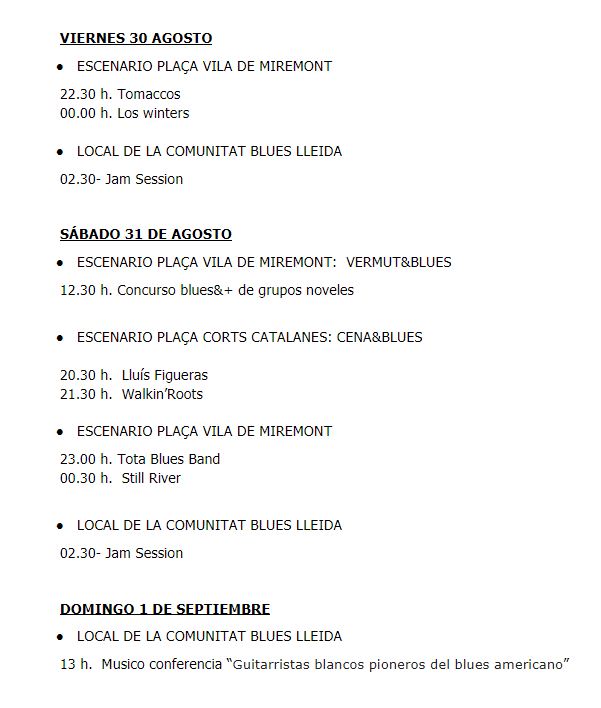 VIERNES 30 AGOSTO
● ESCENARIO PLAÇA VILA DE MIREMONT
22.30 h. Tomaccos
00.00 h. Los winters
● LOCAL DE LA COMUNITAT BLUES LLEIDA
02.30- Jam Session
SÁBADO 31 DE AGOSTO
● ESCENARIO PLAÇA VILA DE MIREMONT: VERMUT&BLUES
12.30 h. Concurso blues&+ de grupos noveles
● ESCENARIO PLAÇA CORTS CATALANES: CENA&BLUES
20.30 h. Lluís Figueras
21.30 h. Walkin’Roots
● ESCENARIO PLAÇA VILA DE MIREMONT
23.00 h. Tota Blues Band
00.30 h. Still River
● LOCAL DE LA COMUNITAT BLUES LLEIDA
02.30- Jam Session
DOMINGO 1 DE SEPTIEMBRE
● LOCAL DE LA COMUNITAT BLUES LLEIDA
13 h. Musico conferencia “Guitarristas blancos pioneros del blues americano”